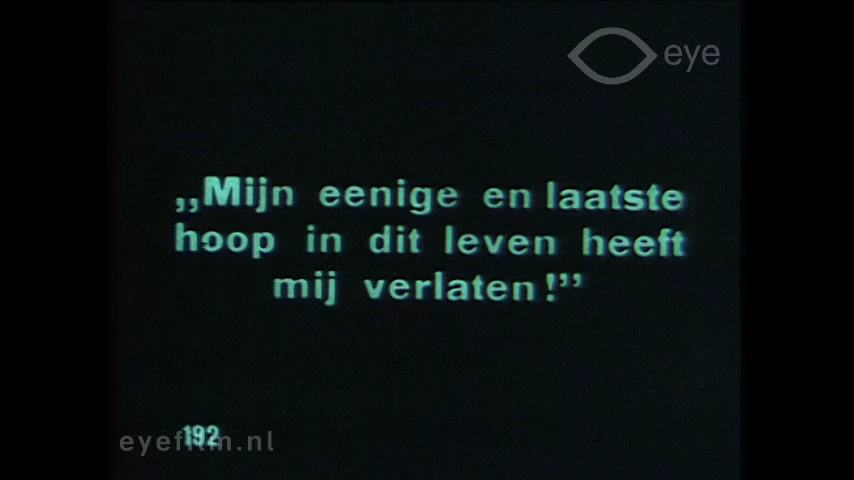 eye
„Mijn eenige en laatste
hoop in dit leven heeft
mij verlaten!”
192
eyefilm.nl